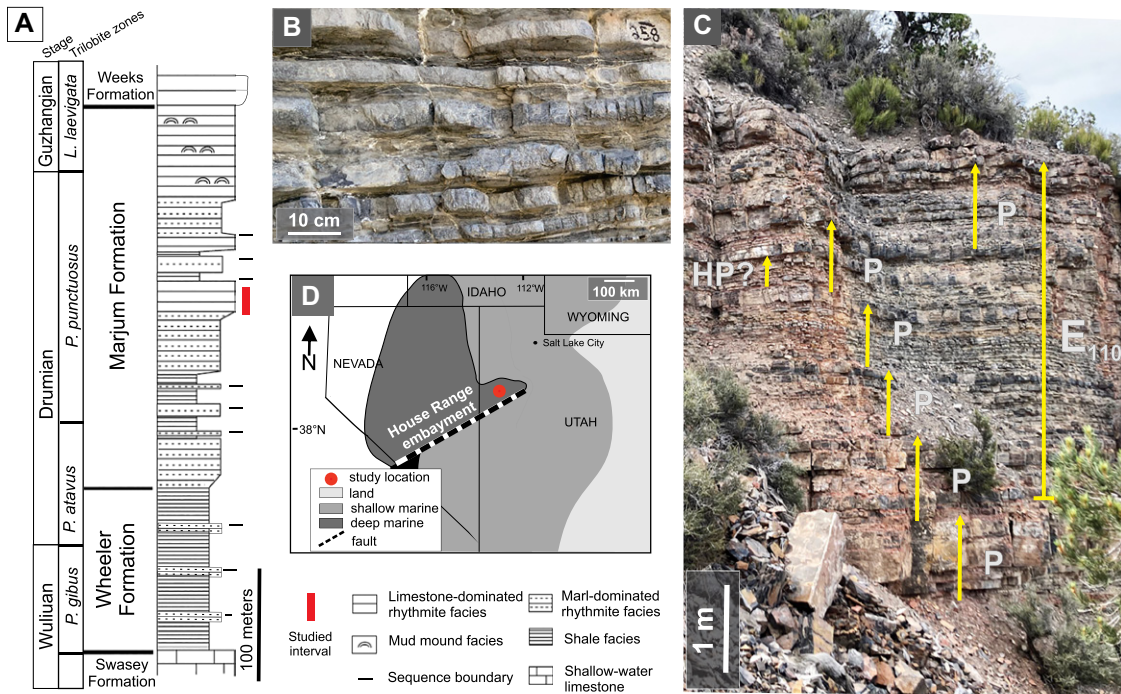 A
Stage
Trilobite zones
Guzhangian
L. laevigata
Weeks
Formation
Drumian
P. punctuosus
Marjum Formation
P. atavus
Wuliuan
P. gibus
Wheeler
Formation
Swasey
Formation
100 meters
B
258
10 cm
D
116°W
IDAHO
112°W
100 km
WYOMING
N
NEVADA
Salt Lake City
House Range
embayment
UTAH
38°N
study location
land
shallow marine
deep marine
fault
Studied
interval
Limestone-dominated
rhythmite facies
Marl-dominated
rhythmite facies
Mud mound facies
Shale facies
Sequence boundary
Shallow-water
limestone
C
P
HP?
P
P
E110
P
P
P
1 m